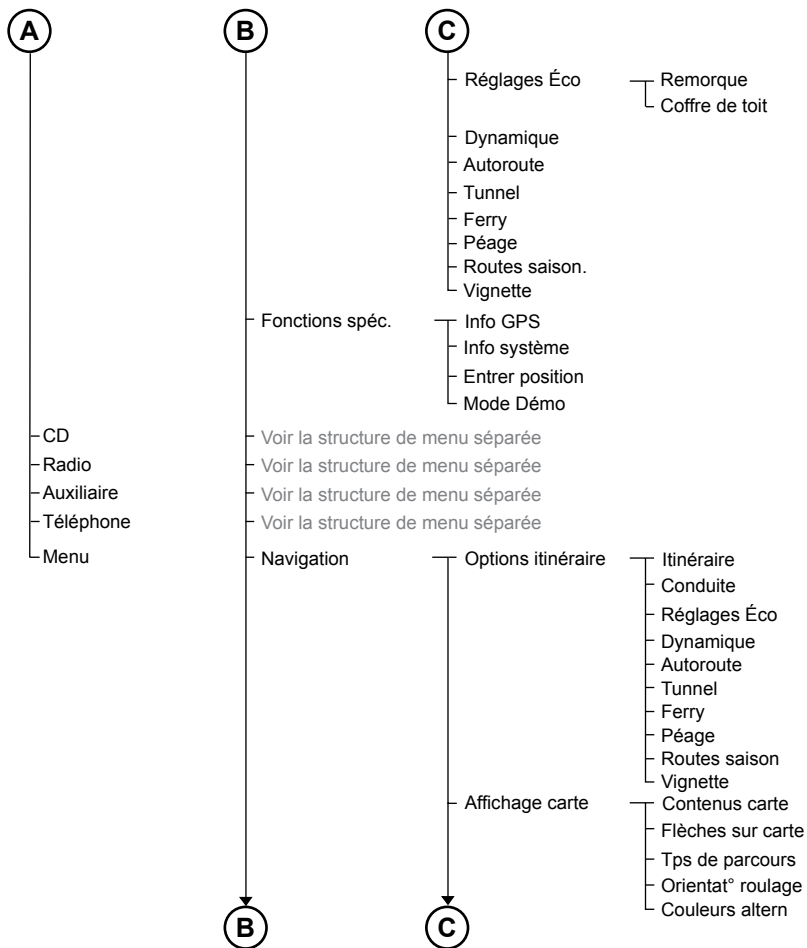 A B C
Réglages Éco Remorque
Coffre de toit
Dynamique
Autoroute
Tunnel
Ferry
Péage
Routes saison.
Vignette
Fonctions spéc. Info GPS
Info système
Entrer position
Mode Démo
CD Voir la structure de menu séparée
Radio Voir la structure de menu séparée
Auxiliaire Voir la structure de menu séparée
Téléphone Voir la structure de menu séparée
Menu Navigation Options itinéraire Itinéraire
Conduite
Réglages Éco
Dynamique
Autoroute
Tunnel
Ferry
Péage
Routes saison
Vignette
Affichage carte Contenus carte
Flèches sur carte
Tps de parcours
Orientat° roulage
Couleurs altern
B C